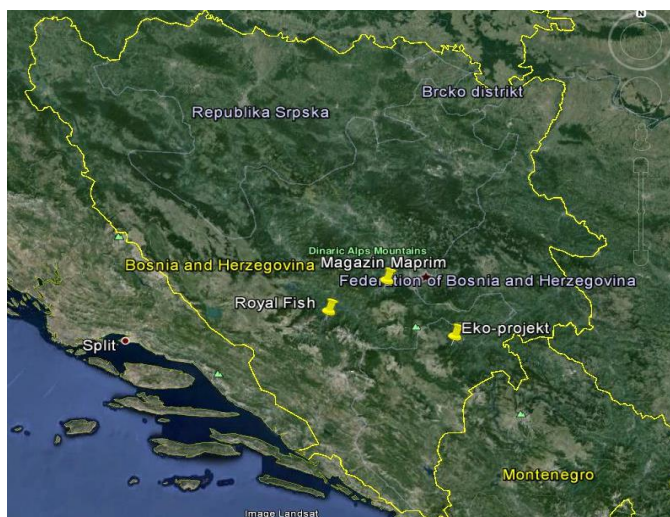 N
Republika Srpska
Brcko distrikt
Dinaric Alps Mountains
Bosnia and Herzegovina
Magazin Maprim
Federation of Bosnia and Herzegovina
Royal Fish
Eko-projekt
Split
Montenegro
Image Landsat